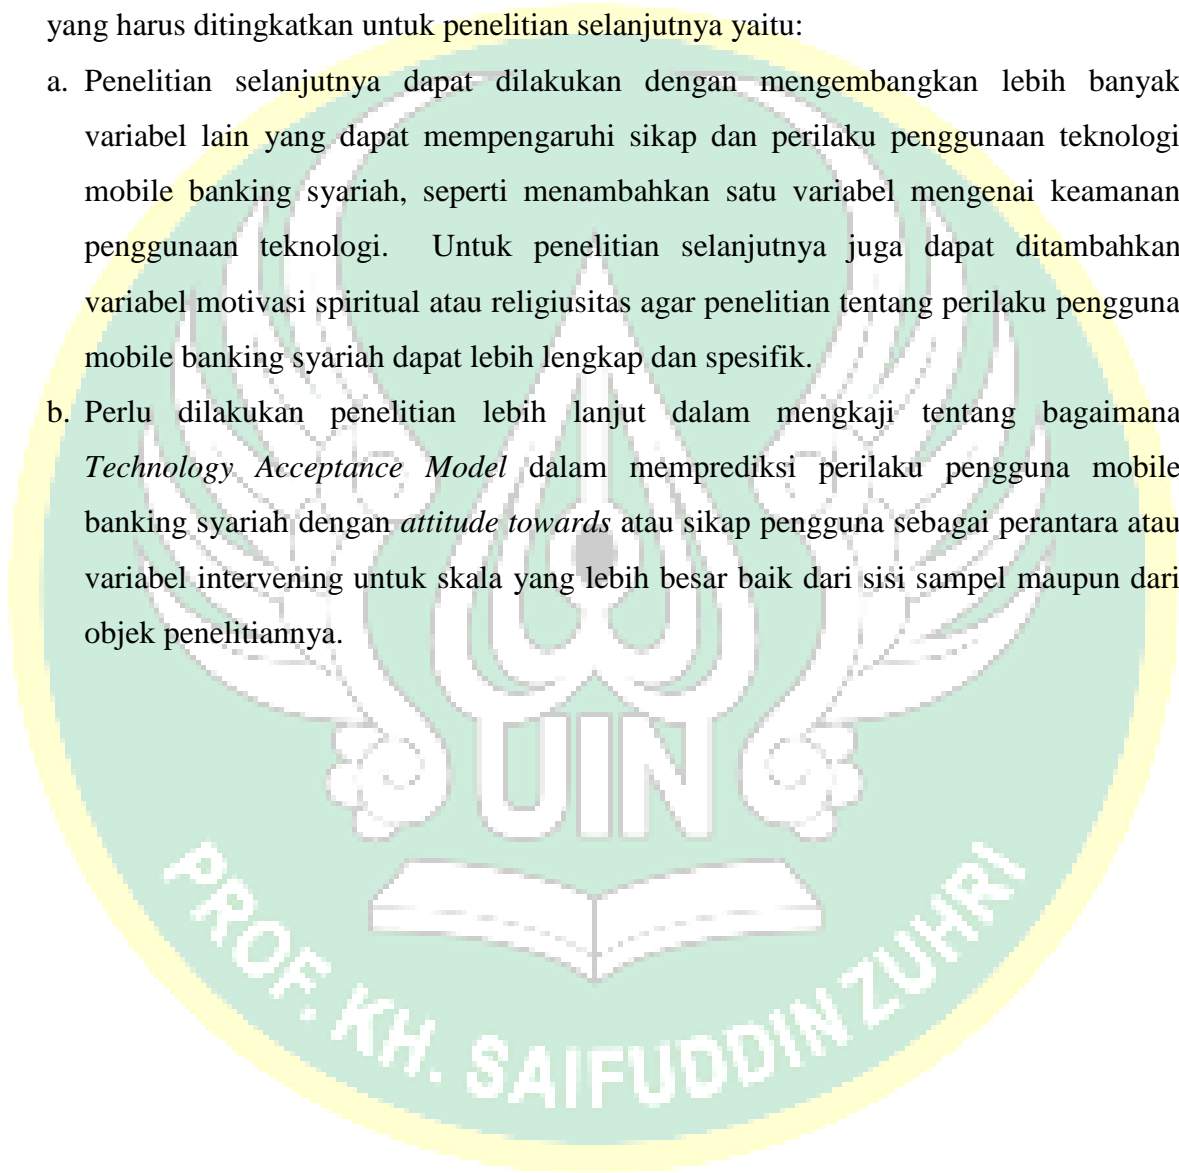 yang harus ditingkatkan untuk penelitian selanjutnya yaitu:
a. Penelitian selanjutnya dapat dilakukan dengan mengembangkan lebih banyak
variabel lain yang dapat mempengaruhi sikap dan perilaku penggunaan teknologi
mobile banking syariah, seperti menambahkan satu variabel mengenai keamanan
penggunaan teknologi. Untuk penelitian selanjutnya juga dapat ditambahkan
variabel motivasi spiritual atau religiusitas agar penelitian tentang perilaku pengguna
mobile banking syariah dapat lebih lengkap dan spesifik.
b. Perlu dilakukan penelitian lebih lanjut dalam mengkaji tentang bagaimana
Technology Acceptance Model dalam memprediksi perilaku pengguna mobile
banking syariah dengan attitude towards atau sikap pengguna sebagai perantara atau
variabel intervening untuk skala yang lebih besar baik dari sisi sampel maupun dari
objek penelitiannya.
UIN
PROF. KH. SAIFUDDIN ZUHRI